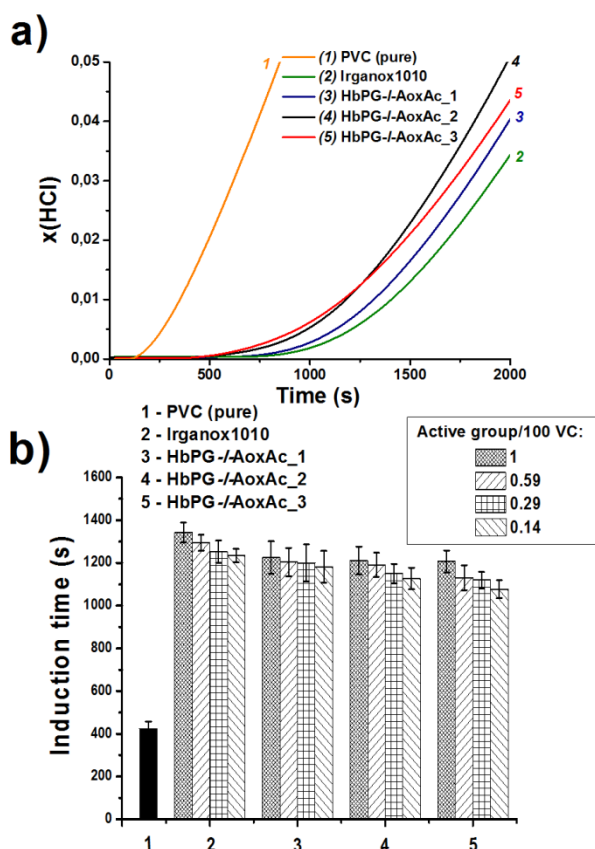 a)
0,05
0,04
0,03
0,02
0,01
0,00
x(HCl)
1
(1) PVC (pure)
(2) Irganox1010
(3) HbPG-l-AoxAc_1
(4) HbPG-l-AoxAc_2
(5) HbPG-l-AoxAc_3
4
5
3
2
0 500 1000 1500 2000
Time (s)
b)
1 - PVC (pure)
2 - Irganox1010
3 - HbPG-l-AoxAc_1
4 - HbPG-l-AoxAc_2
5 - HbPG-l-AoxAc_3
Active group/100 VC:
1
0.59
0.29
0.14
1600
1400
1200
1000
800
600
400
200
0
Induction time (s)
1 2 3 4 5